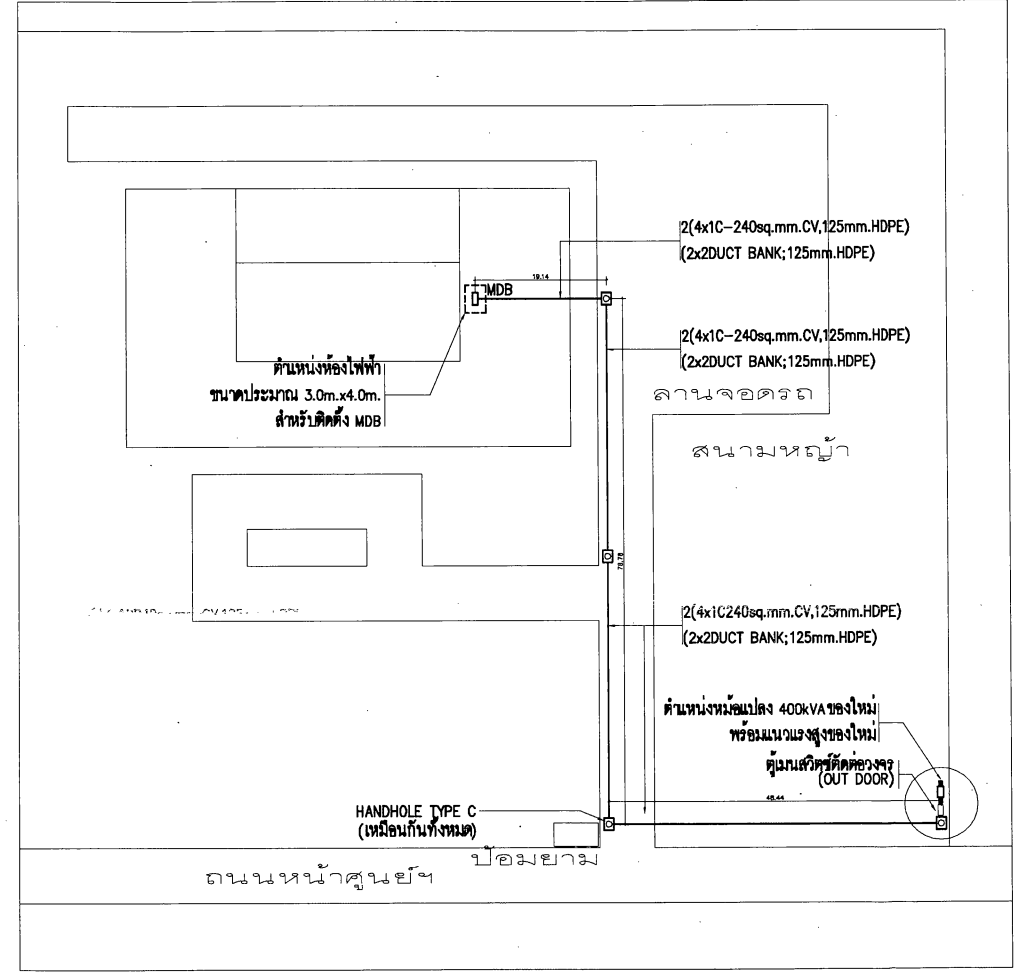 2(4x1C-240sq.mm.CV,125mm.HDPE)
(2x2DUCT BANK;125mm.HDPE)
19.14
MDB
2(4x1C-240sq.mm.CV,125mm.HDPE)
(2x2DUCT BANK;125mm.HDPE)
ตำแหน่งห้องไฟฟ้า
ขนาดประมาณ 3.0m.x4.0m.
สำหรับติดตั้ง MDB
ลานจอดรถ
สนามหญ้า
78.78
2(4x1C240sq.mm.CV,125mm.HDPE)
(2x2DUCT BANK;125mm.HDPE)
ตำแหน่งหม้อแปลง 400kVAของใหม่
พร้อมแนวแรงสูงของใหม่
ตู้เมนสวิตช์ตัดต่อวงจร
(OUT DOOR)
48.44
HANDHOLE TYPE C
(เหมือนกันทั้งหมด)
ป้อมยาม
ถนนหน้าศูนย์ฯ